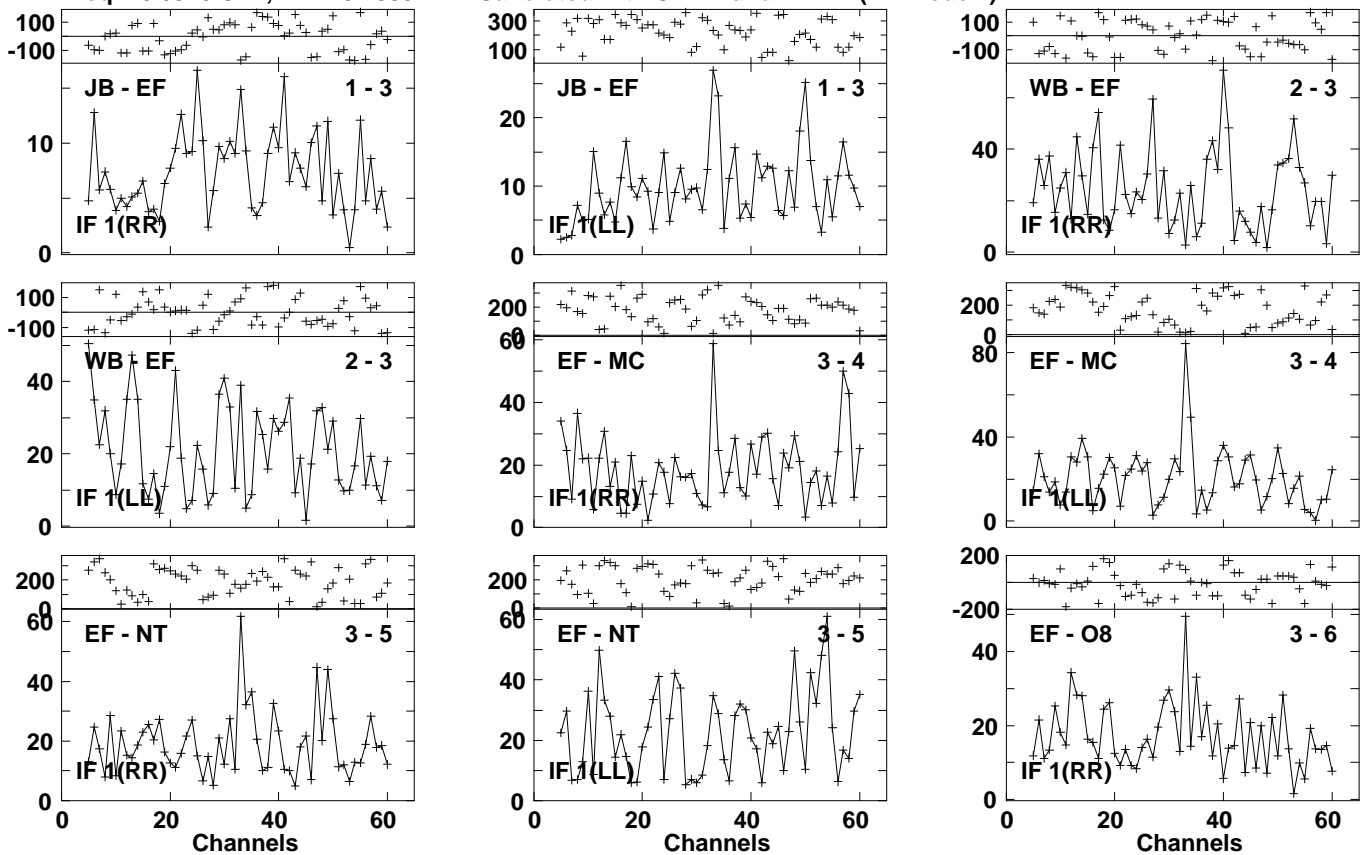 100
-100
JB - EF 1 - 3
10
IF 1(RR)
0
300
100
JB - EF 1 - 3
20
10
IF 1(LL)
0
100
-100
WB - EF 2 - 3
40
IF 1(RR)
0
100
-100
WB - EF 2 - 3
40
20
IF 1(LL)
0
200
0
60
EF - MC 3 - 4
40
20
IF 1(RR)
0
200
0
80
EF - MC 3 - 4
40
IF 1(LL)
0
200
0
60
EF - NT 3 - 5
40
20
IF 1(RR)
0
0 20 40 60
Channels
200
0
60
EF - NT 3 - 5
40
20
IF 1(LL)
0
0 20 40 60
Channels
200
-200
EF - O8 3 - 6
40
20
IF 1(RR)
0
0 20 40 60
Channels